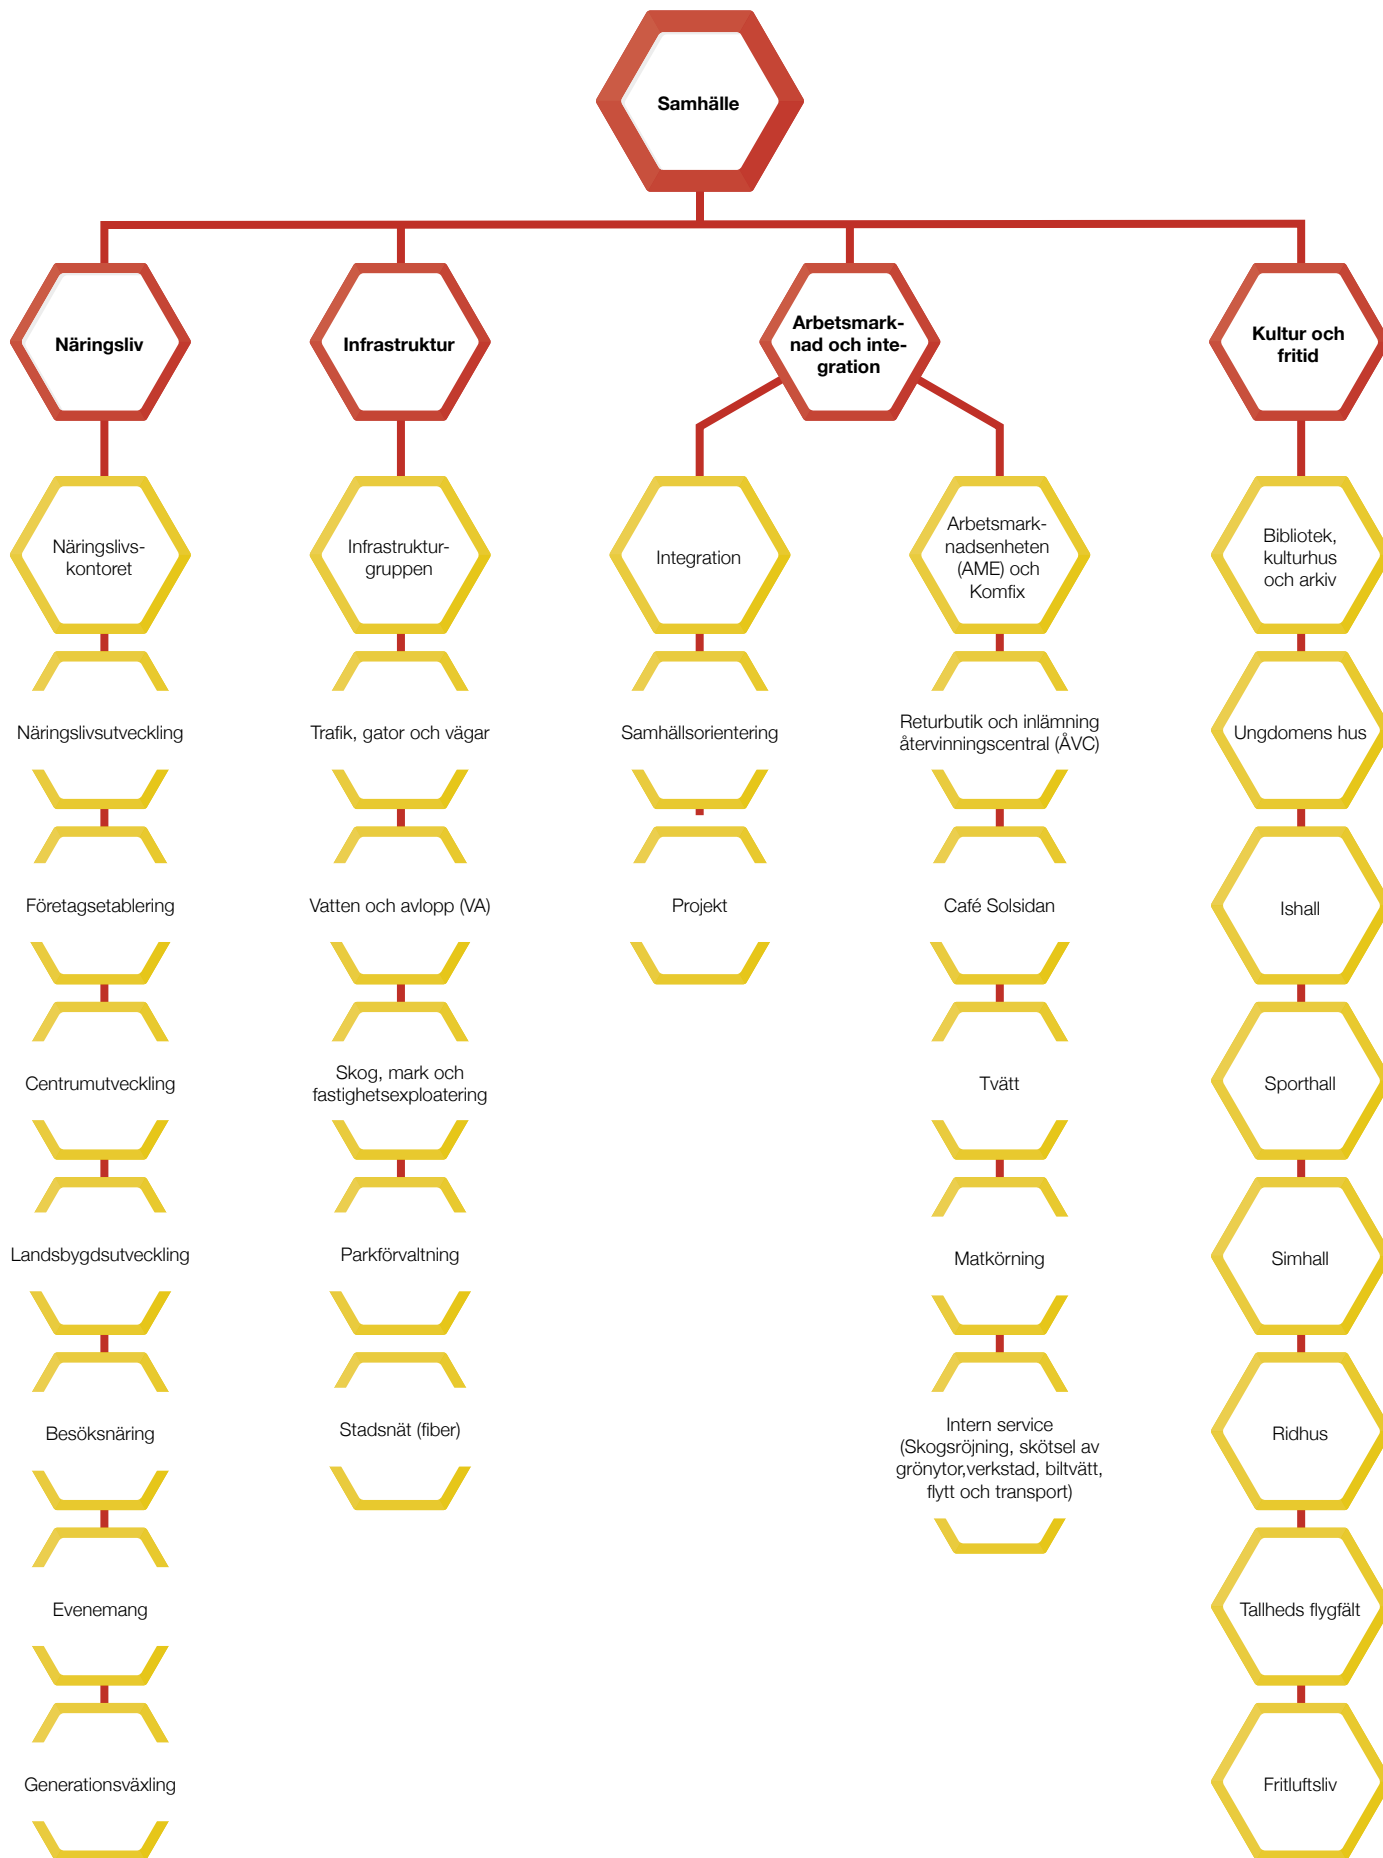 Samhälle
Näringsliv
Infrastruktur
Arbetsmark-
nad och inte-
gration
Kultur och
fritid
Näringslivs-
kontoret
Infrastruktur-
gruppen
Integration
Arbetsmark-
nadsenheten
(AME) och
Komfix
Bibliotek,
kulturhus
och arkiv
Näringslivsutveckling
Trafik, gator och vägar
Samhällsorientering
Returbutik och inlämning
återvinningscentral (ÅVC)
Ungdomens hus
Företagsetablering
Vatten och avlopp (VA)
Projekt
Café Solsidan
Ishall
Centrumutveckling
Skog, mark och
fastighetsexploatering
Tvätt
Sporthall
Landsbygdsutveckling
Parkförvaltning
Matkörning
Simhall
Besöksnäring
Stadsnät (fiber)
Intern service
(Skogsröjning, skötsel av
grönytor,verkstad, biltvätt,
flytt och transport)
Ridhus
Evenemang
Tallheds flygfält
Generationsväxling
Fritluftsliv